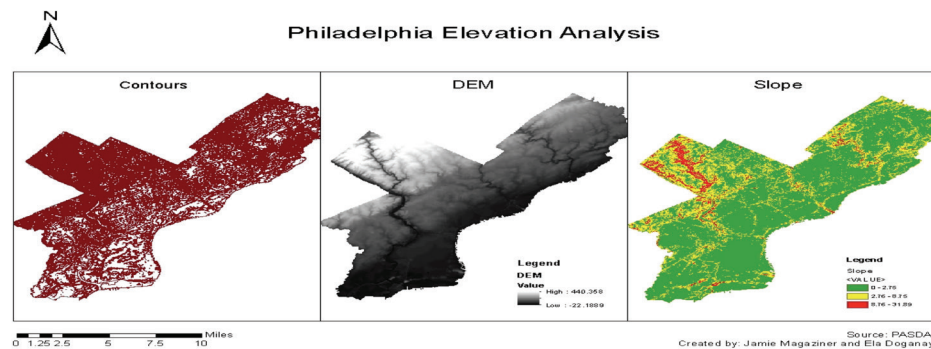 N
Philadelphia Elevation Analysis
Contours
DEM
Slope
Legend
DEM
Value
High : 440.358
Low : -22.1889
Legend
Slope
<VALUE>
0 - 2.75
2.76 - 8.75
8.76 - 31.89
0 1.25 2.5 5 7.5 10 Miles
Source: PASDA
Created by: Jamie Magaziner and Ela Doganay